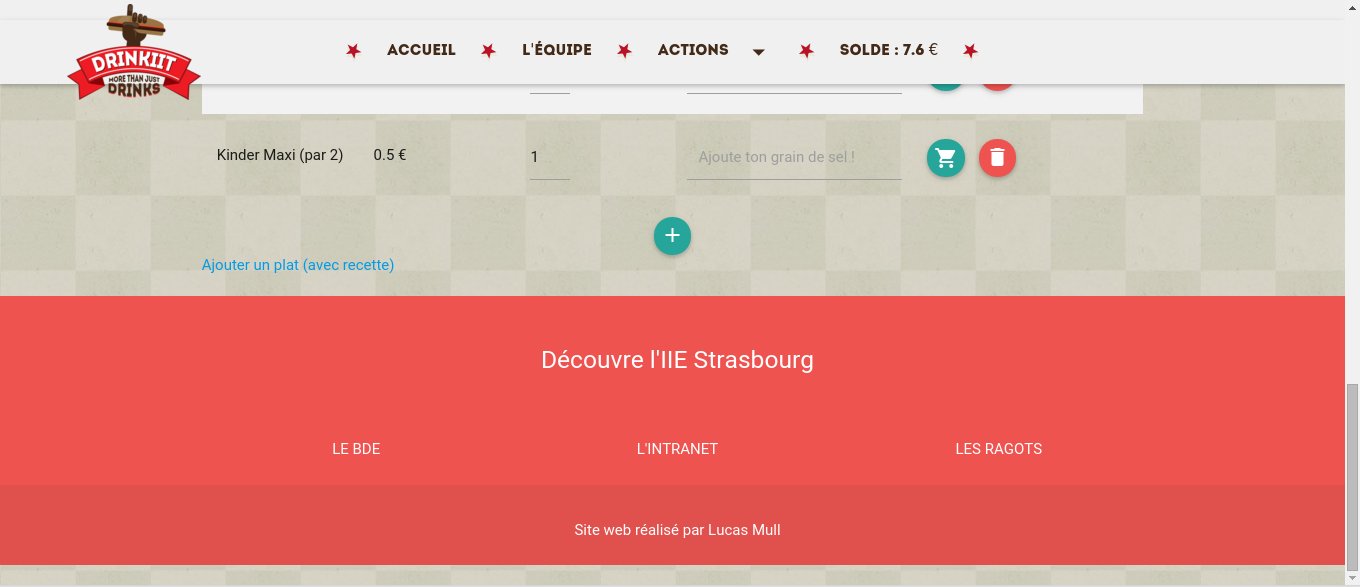 ACCUEIL L'ÉQUIPE ACTIONS SOLDE : 7.6 €
DRINKIIT
MORE THAN JUST
DRINKS
Kinder Maxi (par 2) 0.5 € 1 Ajoute ton grain de sel !
Ajouter un plat (avec recette)
Découvre l'IIE Strasbourg
LE BDE L'INTRANET LES RAGOTS
Site web réalisé par Lucas Mull